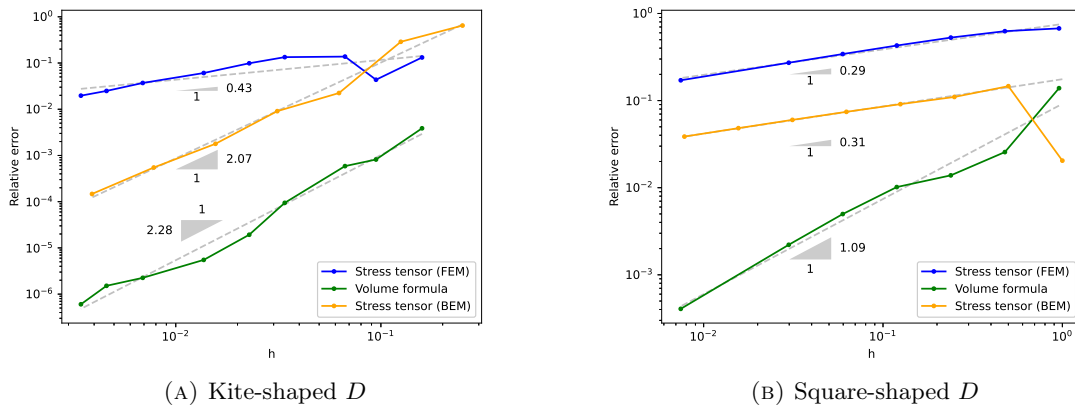 10^0
10^-1
10^-2
10^-3
10^-4
10^-5
10^-6
Relative error
0.43
1
2.07
1
1
2.28
Stress tensor (FEM)
Volume formula
Stress tensor (BEM)
10^-2
10^-1
h
(A) Kite-shaped D
10^0
10^-1
10^-2
10^-3
Relative error
0.29
1
0.31
1
1.09
1
Stress tensor (FEM)
Volume formula
Stress tensor (BEM)
10^-2
10^-1
10^0
h
(B) Square-shaped D